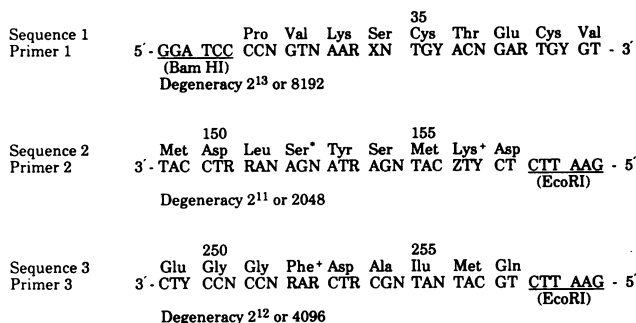 35
Sequence 1 Pro Val Lys Ser Cys Thr Glu Cys Val
Primer 1 5´- GGA TCC CCN GTN AAR XN TGY ACN GAR TGY GT - 3´
(Bam HI)
Degeneracy 2¹³ or 8192
150 155
Sequence 2 Met Asp Leu Ser* Tyr Ser Met Lys⁺ Asp
Primer 2 3´- TAC CTR RAN AGN ATR AGN TAC ZTY CT CTT AAG - 5´
(EcoRI)
Degeneracy 2¹¹ or 2048
250 255
Sequence 3 Glu Gly Gly Phe⁺ Asp Ala Ilu Met Gln
Primer 3 3´- CTY CCN CCN RAR CTR CGN TAN TAC GT CTT AAG - 5´
(EcoRI)
Degeneracy 2¹² or 4096